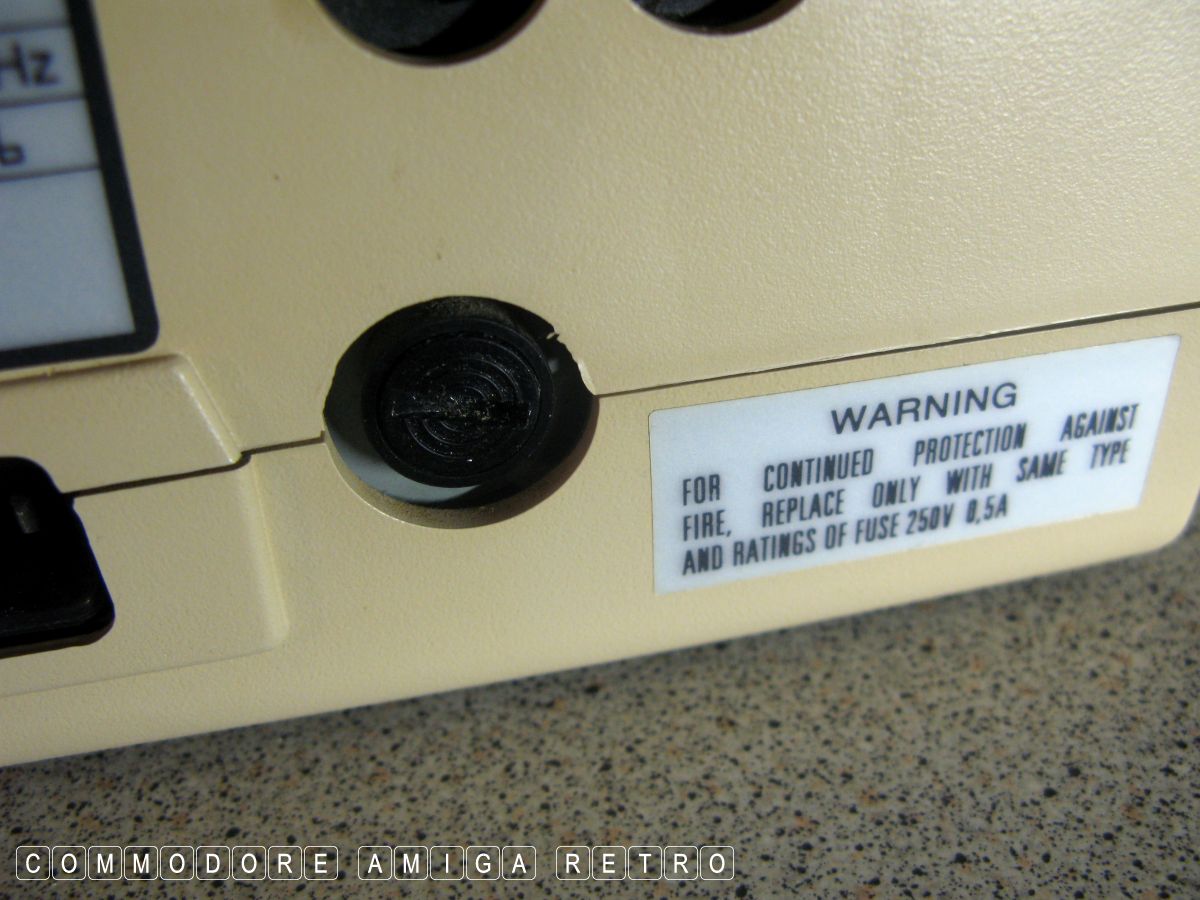 Hz
WARNING
FOR CONTINUED PROTECTION AGAINST
FIRE, REPLACE ONLY WITH SAME TYPE
AND RATINGS OF FUSE 250V 0,5A
COMMODORE AMIGA RETRO